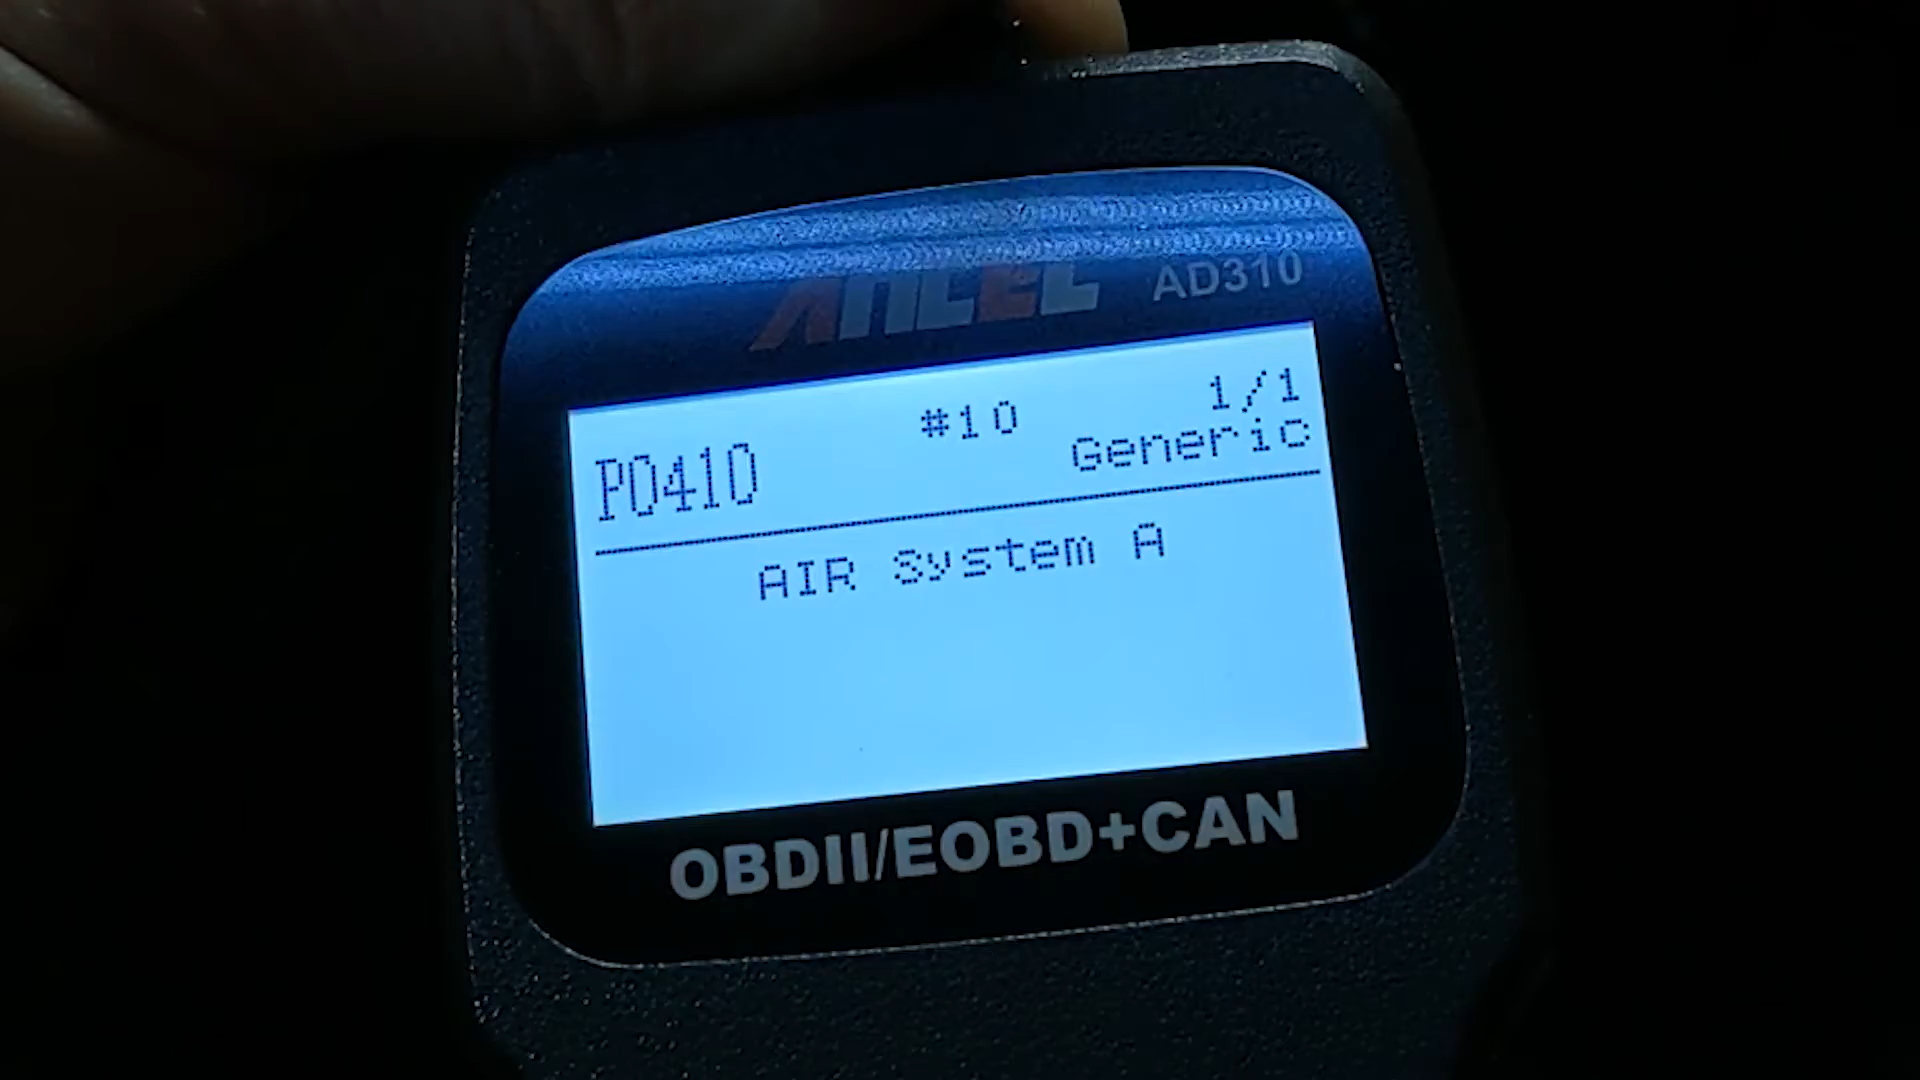 ANCEL AD310
#10 1/1
P0410 Generic
AIR System A
OBDII/EOBD+CAN